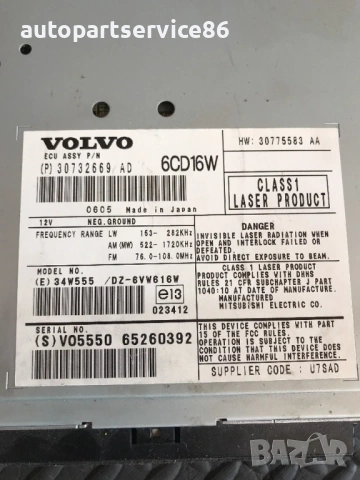 autopartservice86
VOLVO
ECU ASSY P/N
(P) 30732669 AD
6CD16W
HW: 30775583 AA
CLASS1
LASER PRODUCT
0605 Made in Japan
12V NEG.GROUND
FREQUENCY RANGE LW 153- 282KHz
AM(MW) 522- 1720KHz
FM 76.0-108.0MHz
DANGER
INVISIBLE LASER RADIATION WHEN
OPEN AND INTERLOCK FAILED OR
DEFEATED.
AVOID DIRECT EXPOSURE TO BEAM.
MODEL NO.
(E) 34W555 /DZ-6VW616W
e13
023412
CLASS 1 LASER PRODUCT
THIS PRODUCT COMPLIES WITH DHHS
RULES 21 CFR SUBCHAPTER J PART
1040:10 AT DATE OF MANUFACTURE.
MANUFACTURED
MITSUBISHI ELECTRIC CO.
SERIAL NO.
(S) VO5550 65260392
THIS DEVICE COMPLIES WITH PART
15 OF THE FCC RULES.
OPERATION IS SUBJECT TO THE
CONDITION THAT THIS DEVICE DOES
NOT CAUSE HARMFUL INTERFERENCE.
SUPPLIER CODE : U7SAD
BAZAR
bg